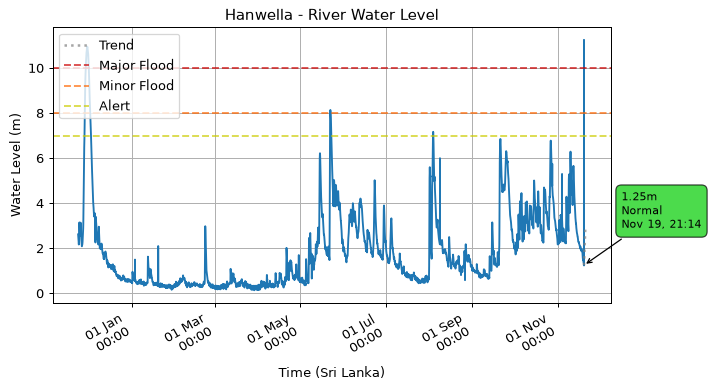 Hanwella - River Water Level
Trend
Major Flood
Minor Flood
Alert
Water Level (m)
10
8
6
4
2
0
1.25m
Normal
Nov 19, 21:14
01 Jan
00:00
01 Mar
00:00
01 May
00:00
01 Jul
00:00
01 Sep
00:00
01 Nov
00:00
Time (Sri Lanka)